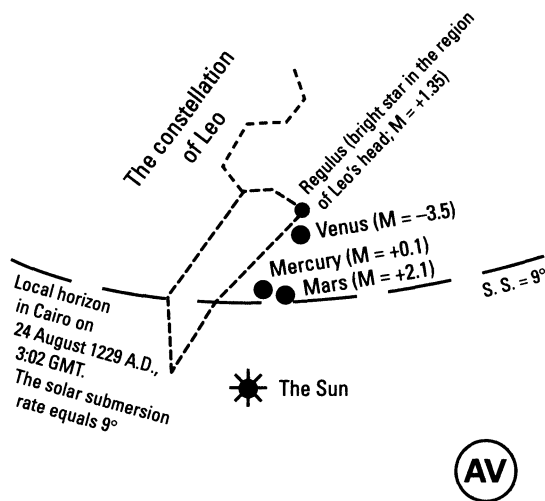 The constellation
of Leo
Regulus (bright star in the region
of Leo's head; M = +1.35)
Venus (M = −3.5)
Mercury (M = +0.1)
Mars (M = +2.1)
S. S. = 9°
Local horizon
in Cairo on
24 August 1229 A.D.,
3:02 GMT.
The solar submersion
rate equals 9°
The Sun
AV